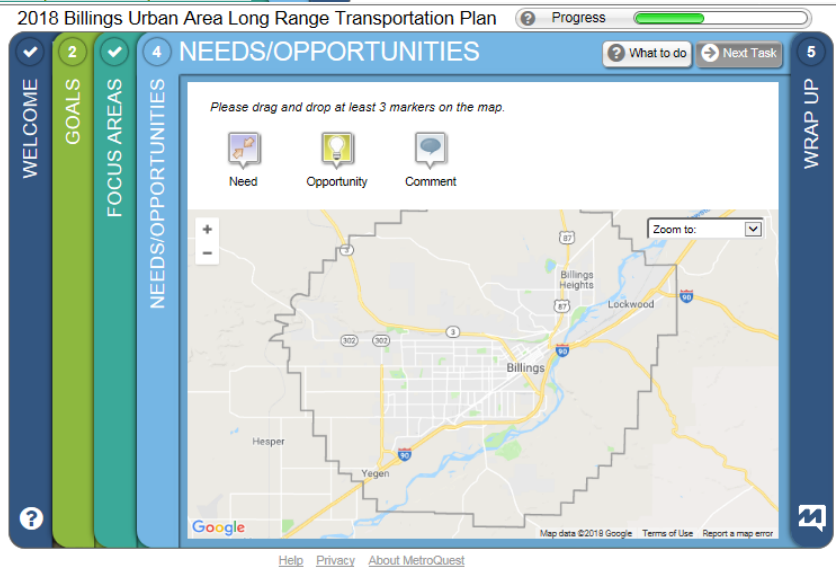 2018 Billings Urban Area Long Range Transportation Plan
? Progress
WELCOME
?
2
GOALS
FOCUS AREAS
4
NEEDS/OPPORTUNITIES
NEEDS/OPPORTUNITIES
? What to do
Next Task
5
WRAP UP
Please drag and drop at least 3 markers on the map.
Need
Opportunity
Comment
+
−
Zoom to:
87
3
Billings
Heights
87
Lockwood
90
302
302
3
90
Billings
Hesper
90
Yegen
Google
Map data ©2018 Google
Terms of Use
Report a map error
Help
Privacy
About MetroQuest